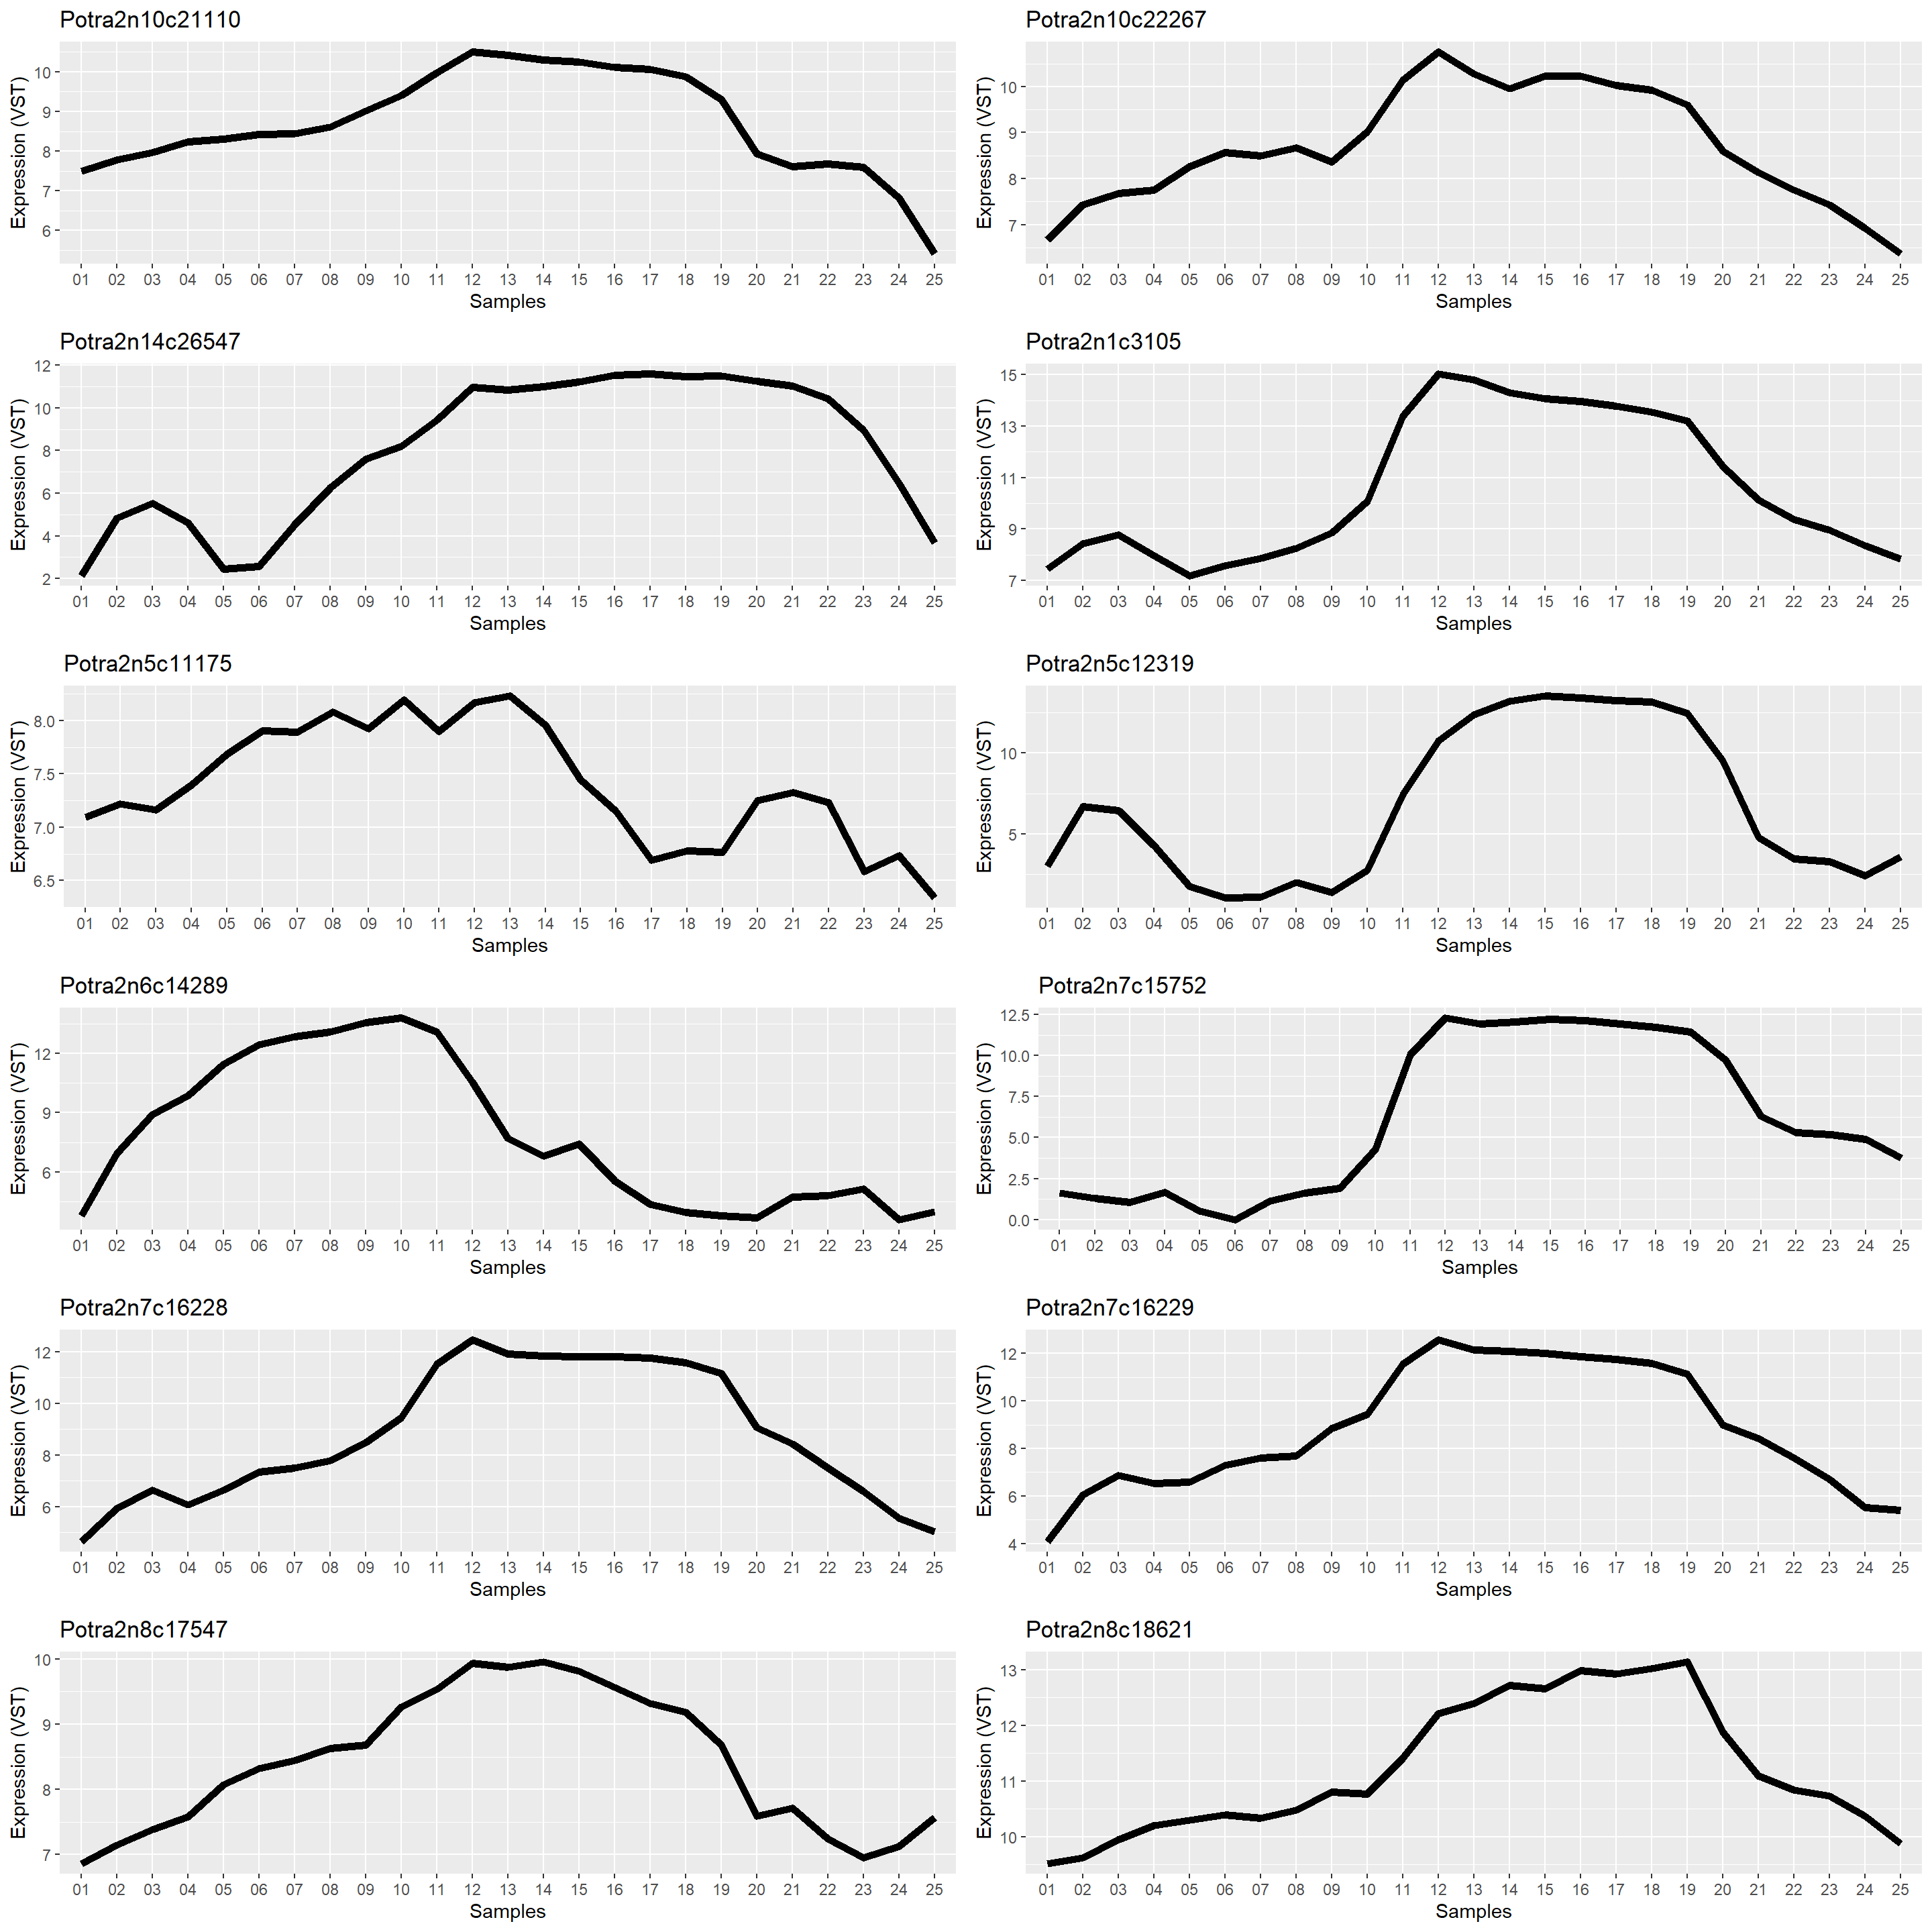 Potra2n10c21110
Expression (VST)
10
9
8
7
6
01 02 03 04 05 06 07 08 09 10 11 12 13 14 15 16 17 18 19 20 21 22 23 24 25
Samples
Potra2n10c22267
Expression (VST)
10
9
8
7
01 02 03 04 05 06 07 08 09 10 11 12 13 14 15 16 17 18 19 20 21 22 23 24 25
Samples
Potra2n14c26547
Expression (VST)
12
10
8
6
4
2
01 02 03 04 05 06 07 08 09 10 11 12 13 14 15 16 17 18 19 20 21 22 23 24 25
Samples
Potra2n1c3105
Expression (VST)
15
13
11
9
7
01 02 03 04 05 06 07 08 09 10 11 12 13 14 15 16 17 18 19 20 21 22 23 24 25
Samples
Potra2n5c11175
Expression (VST)
8.0
7.5
7.0
6.5
01 02 03 04 05 06 07 08 09 10 11 12 13 14 15 16 17 18 19 20 21 22 23 24 25
Samples
Potra2n5c12319
Expression (VST)
10
5
01 02 03 04 05 06 07 08 09 10 11 12 13 14 15 16 17 18 19 20 21 22 23 24 25
Samples
Potra2n6c14289
Expression (VST)
12
9
6
01 02 03 04 05 06 07 08 09 10 11 12 13 14 15 16 17 18 19 20 21 22 23 24 25
Samples
Potra2n7c15752
Expression (VST)
12.5
10.0
7.5
5.0
2.5
0.0
01 02 03 04 05 06 07 08 09 10 11 12 13 14 15 16 17 18 19 20 21 22 23 24 25
Samples
Potra2n7c16228
Expression (VST)
12
10
8
6
01 02 03 04 05 06 07 08 09 10 11 12 13 14 15 16 17 18 19 20 21 22 23 24 25
Samples
Potra2n7c16229
Expression (VST)
12
10
8
6
4
01 02 03 04 05 06 07 08 09 10 11 12 13 14 15 16 17 18 19 20 21 22 23 24 25
Samples
Potra2n8c17547
Expression (VST)
10
9
8
7
01 02 03 04 05 06 07 08 09 10 11 12 13 14 15 16 17 18 19 20 21 22 23 24 25
Samples
Potra2n8c18621
Expression (VST)
13
12
11
10
01 02 03 04 05 06 07 08 09 10 11 12 13 14 15 16 17 18 19 20 21 22 23 24 25
Samples